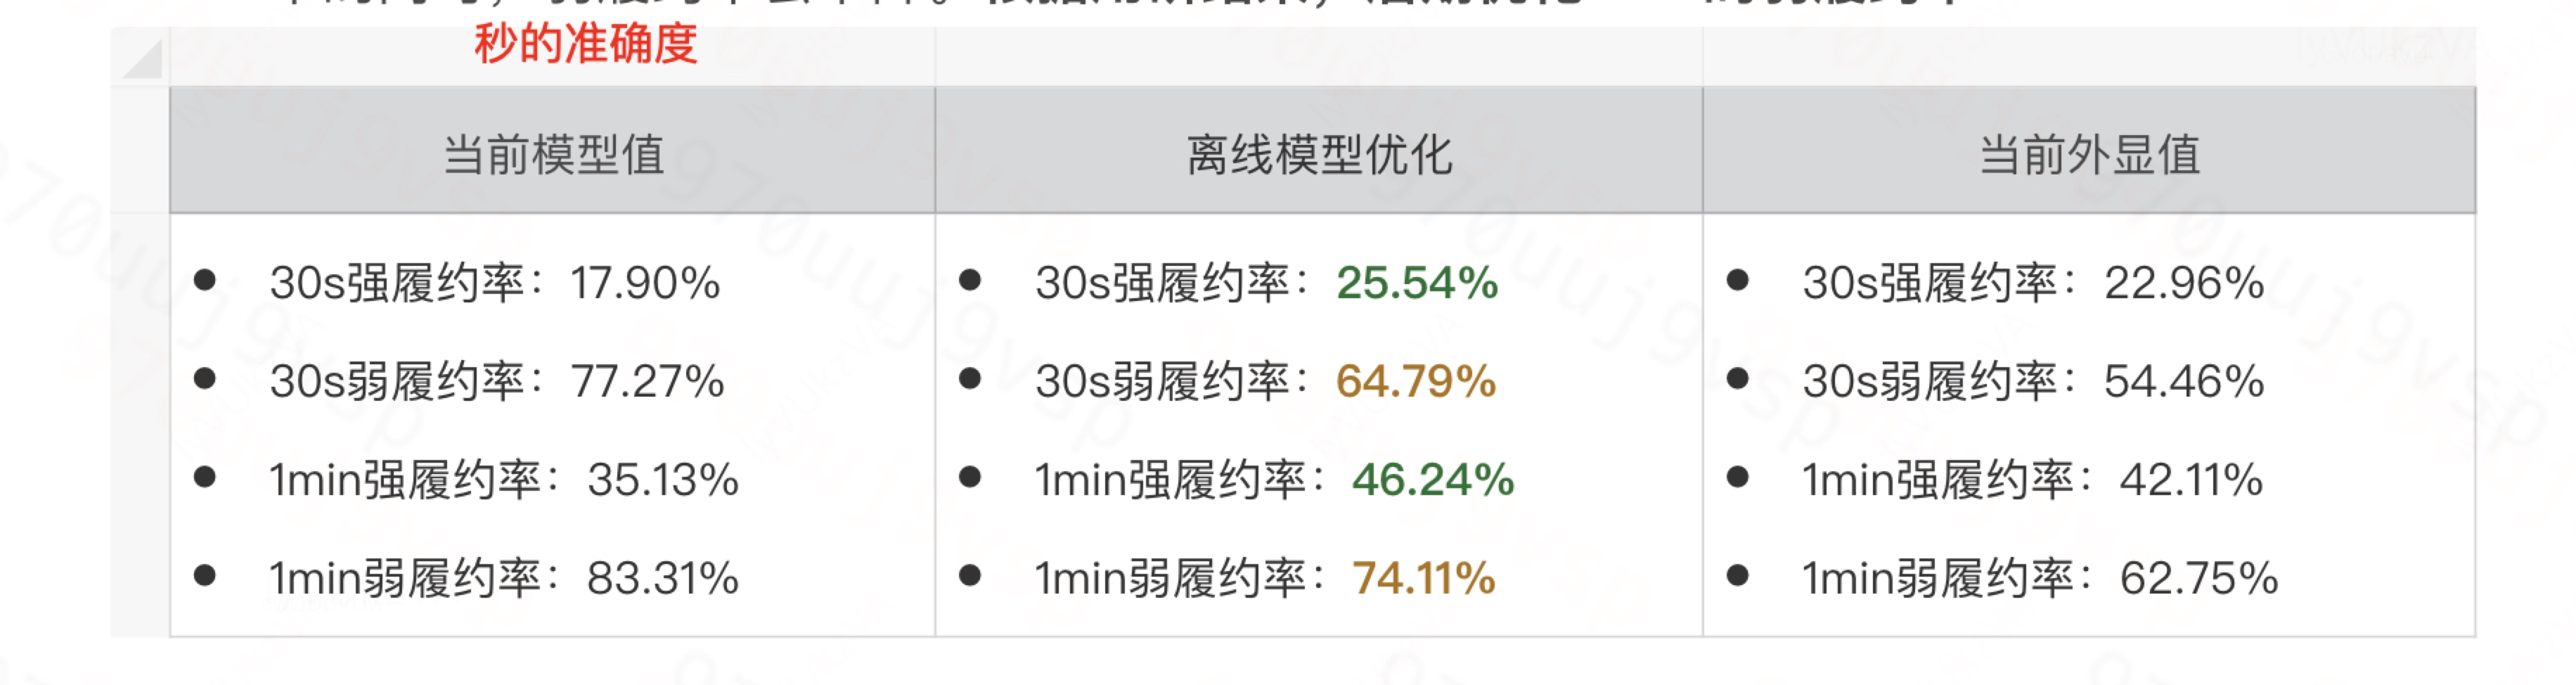 秒的准确度
当前模型值
离线模型优化
当前外显值
30s强履约率：17.90%
30s弱履约率：77.27%
1min强履约率：35.13%
1min弱履约率：83.31%
30s强履约率：25.54%
30s弱履约率：64.79%
1min强履约率：46.24%
1min弱履约率：74.11%
30s强履约率：22.96%
30s弱履约率：54.46%
1min强履约率：42.11%
1min弱履约率：62.75%